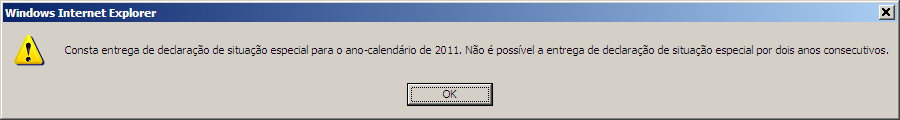 Windows Internet Explorer
Consta entrega de declaração de situação especial para o ano-calendário de 2011. Não é possível a entrega de declaração de situação especial por dois anos consecutivos.
OK